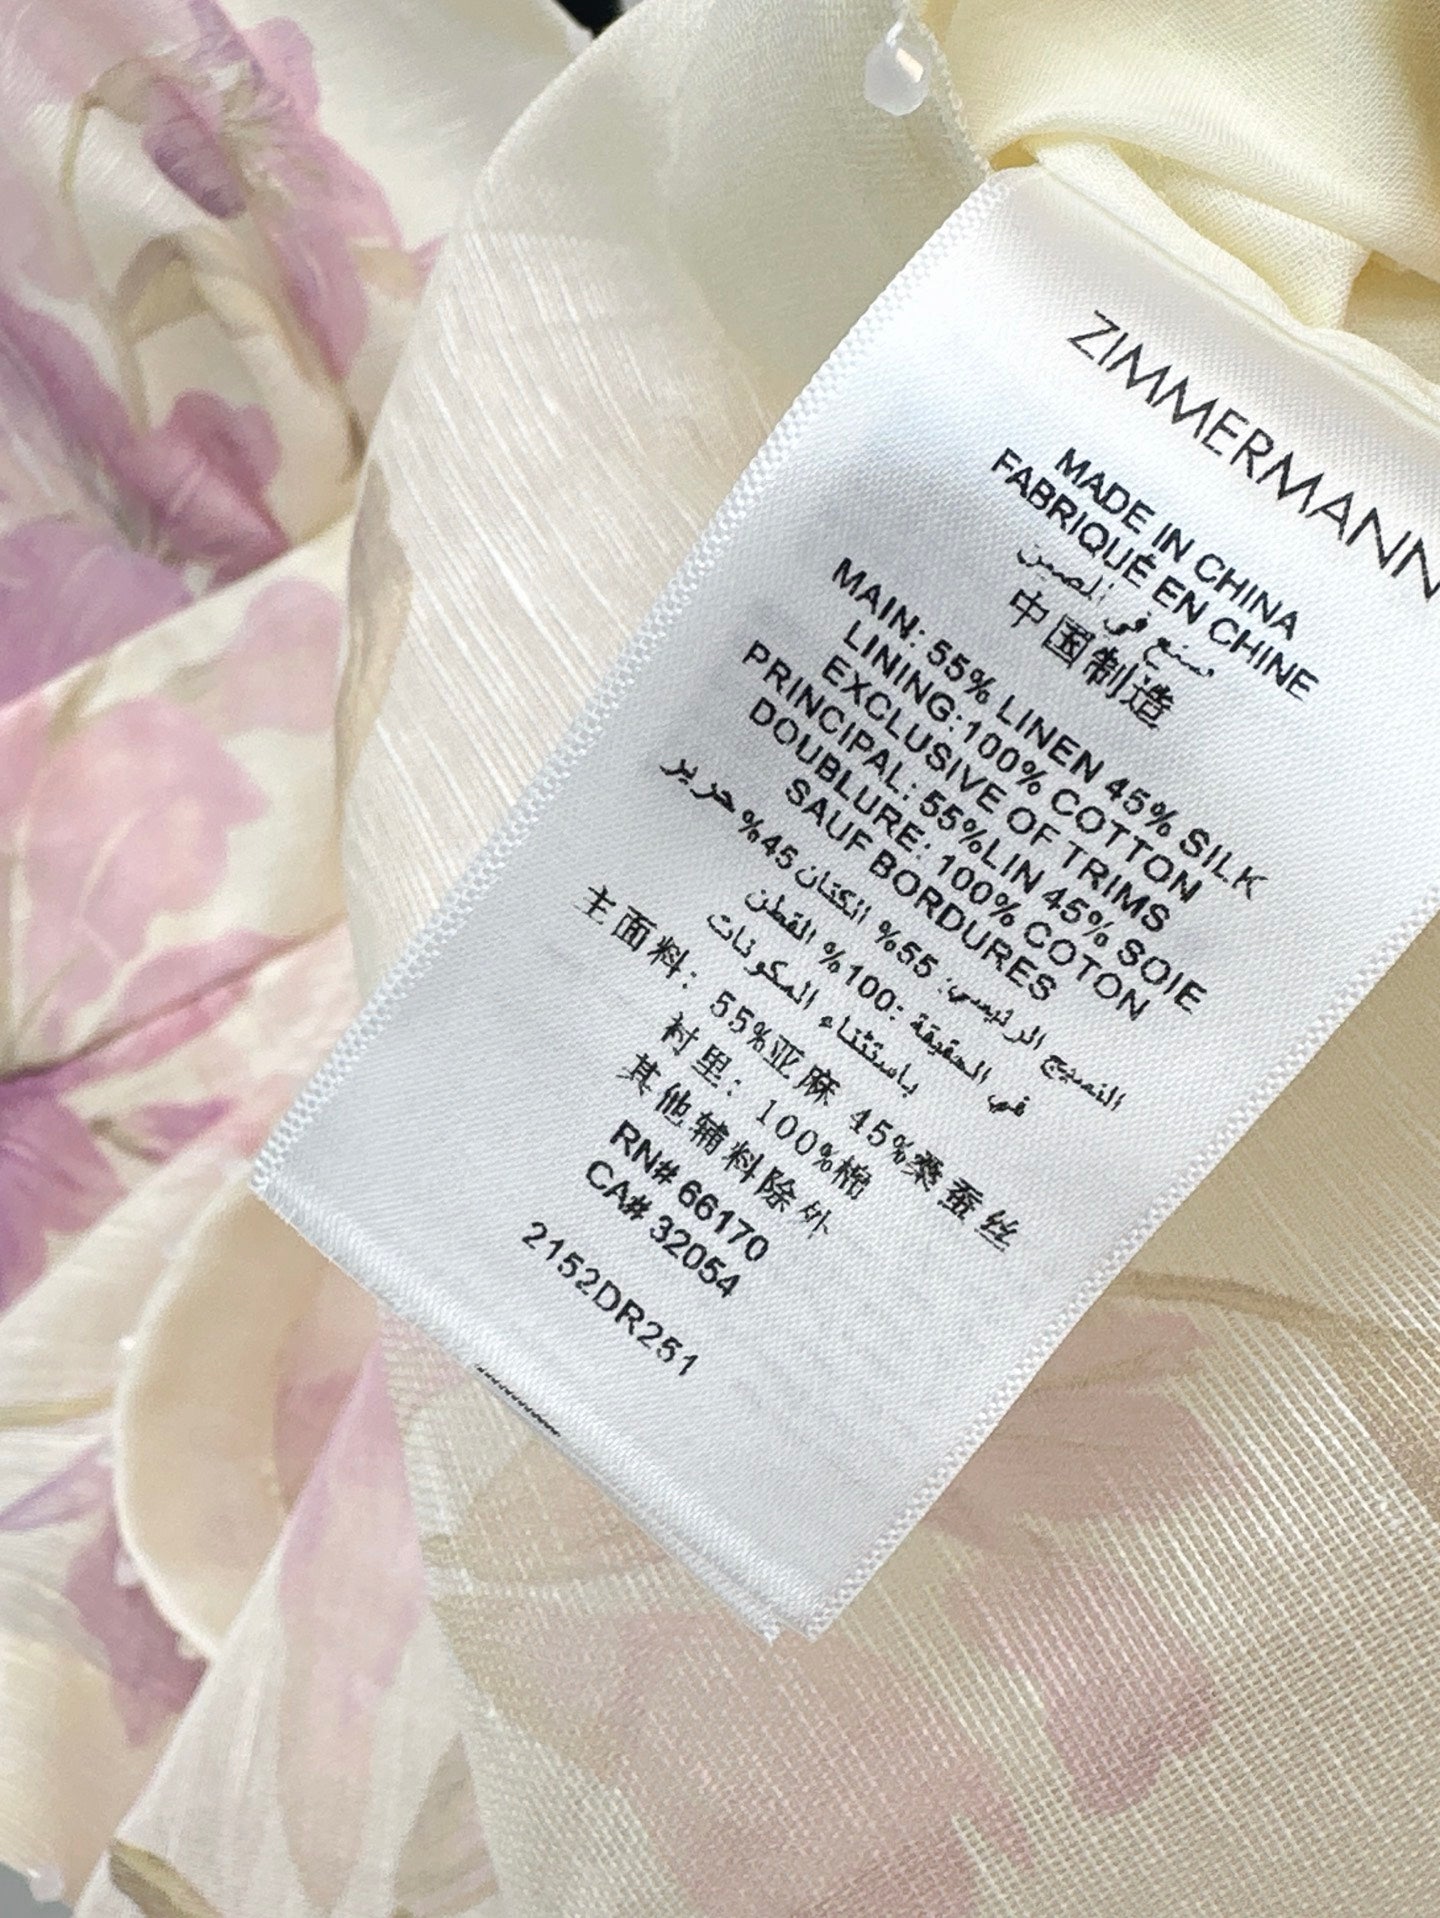 ZIMMERMANN
MADE IN CHINA
FABRIQUÉ EN CHINE
صنع في الصين
中国制造
MAIN: 55% LINEN 45% SILK
LINING:100% COTTON
EXCLUSIVE OF TRIMS
PRINCIPAL: 55%LIN 45% SOIE
DOUBLURE: 100% COTON
SAUF BORDURES
النسيج الرئيسي: 55% الكتان 45% حرير
في الحقيقة :100 % القطن
باستثناء المكونات
主面料: 55%亚麻 45%桑蚕丝
衬里: 100%棉
其他辅料除外
RN# 66170
CA# 32054
2152DR251